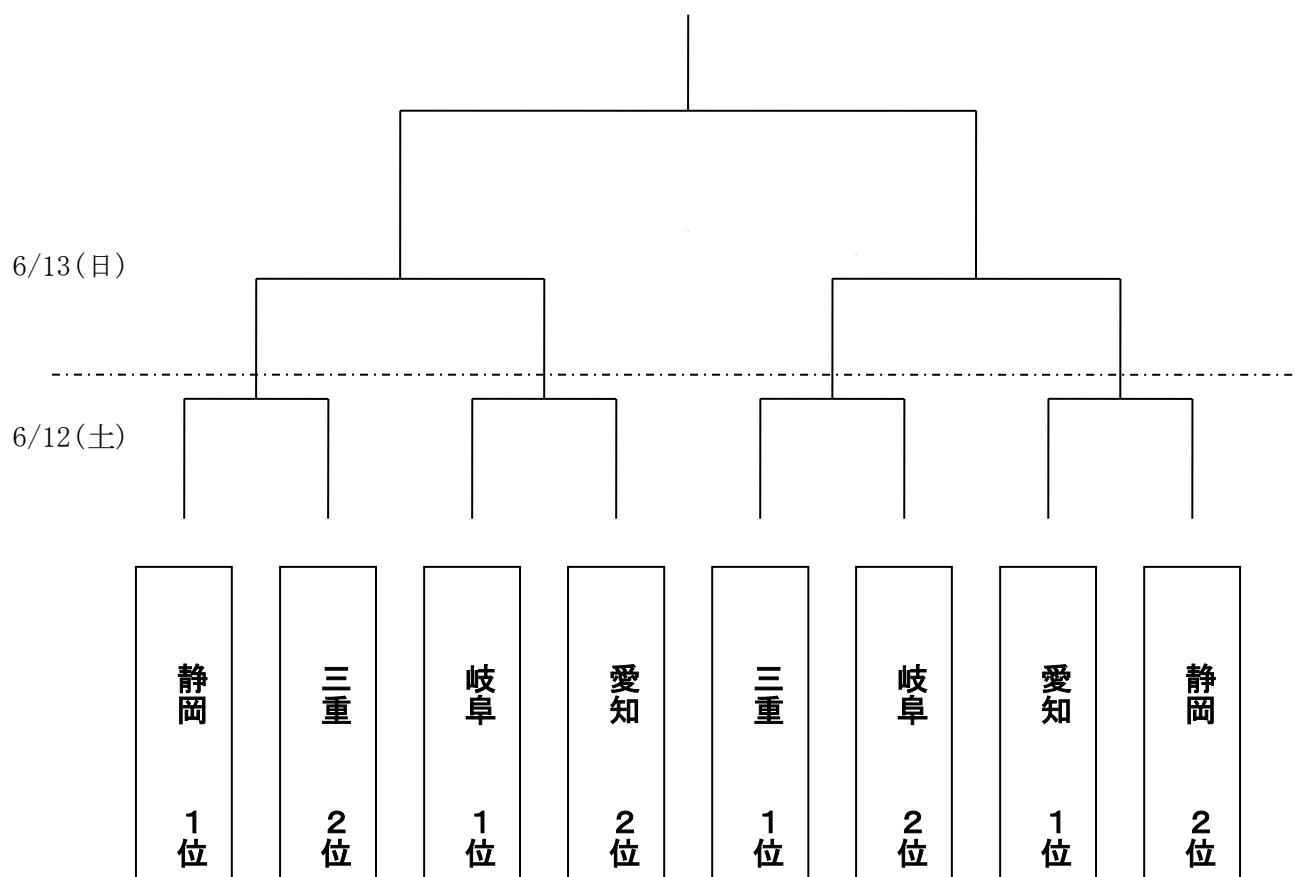 6/13(日)
6/12(土)
静岡 1位
三重 2位
岐阜 1位
愛知 2位
三重 1位
岐阜 2位
愛知 1位
静岡 2位